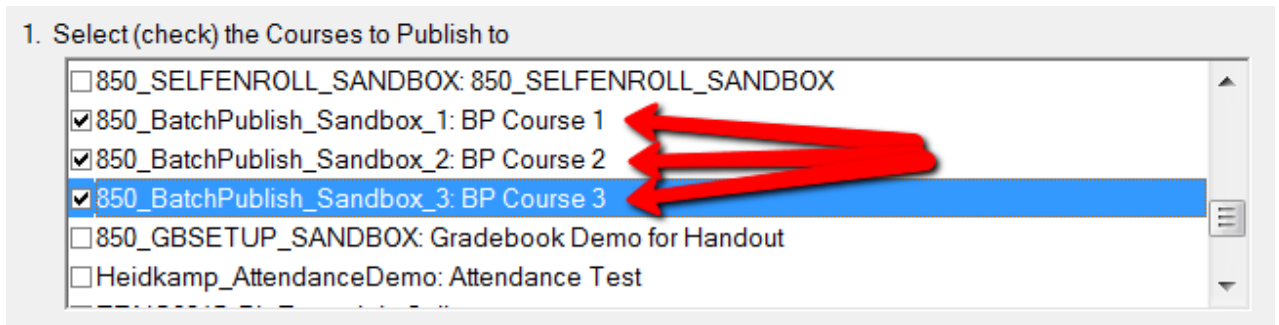 1. Select (check) the Courses to Publish to
850_SELFENROLL_SANDBOX: 850_SELFENROLL_SANDBOX
850_BatchPublish_Sandbox_1: BP Course 1
850_BatchPublish_Sandbox_2: BP Course 2
850_BatchPublish_Sandbox_3: BP Course 3
850_GBSETUP_SANDBOX: Gradebook Demo for Handout
Heidkamp_AttendanceDemo: Attendance Test